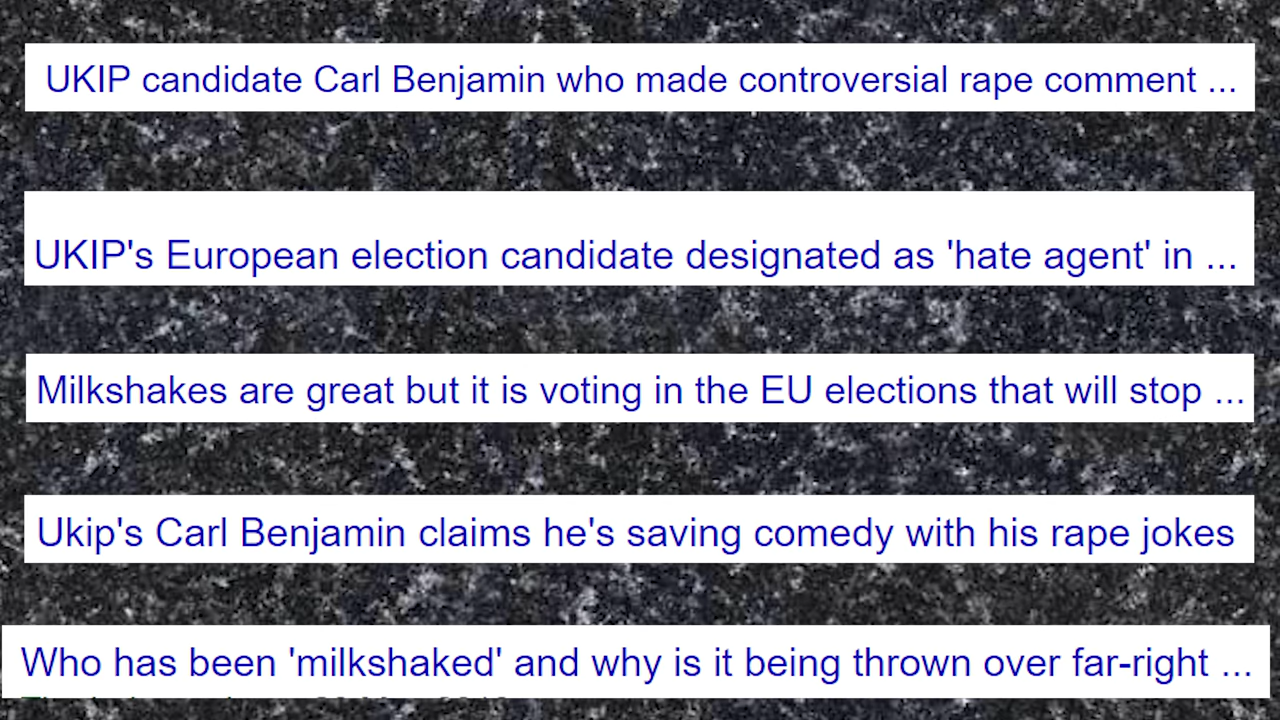 UKIP candidate Carl Benjamin who made controversial rape comment ...
UKIP's European election candidate designated as 'hate agent' in ...
Milkshakes are great but it is voting in the EU elections that will stop ...
Ukip's Carl Benjamin claims he's saving comedy with his rape jokes
Who has been 'milkshaked' and why is it being thrown over far-right ...